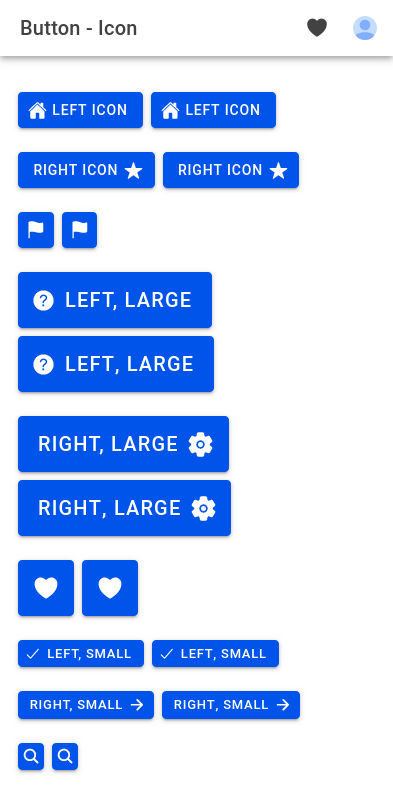 Button - Icon
LEFT ICON LEFT ICON
RIGHT ICON RIGHT ICON
LEFT, LARGE
LEFT, LARGE
RIGHT, LARGE
RIGHT, LARGE
LEFT, SMALL LEFT, SMALL
RIGHT, SMALL RIGHT, SMALL